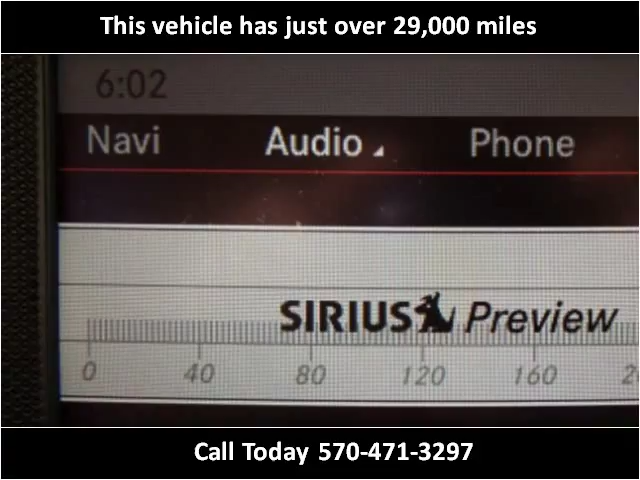 This vehicle has just over 29,000 miles
6:02
Navi Audio Phone
SIRIUS Preview
0 40 80 120 160
Call Today 570-471-3297